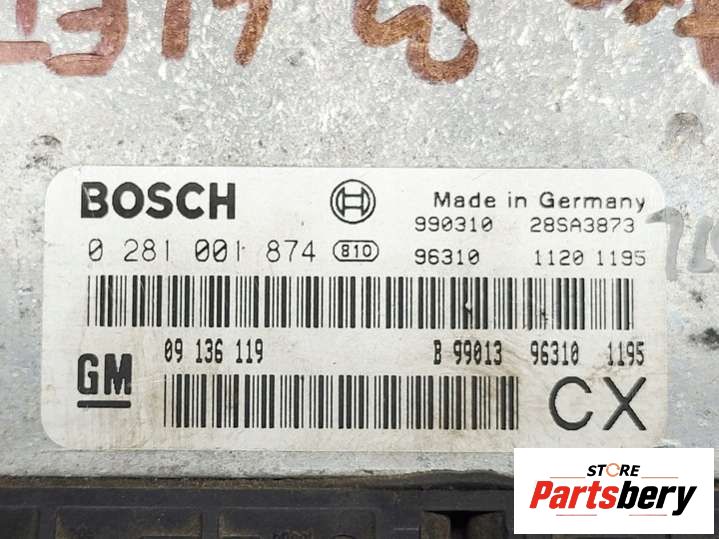 BOSCH Made in Germany
990310 28SA3873
0 281 001 874 810 96310 1120 1195
09 136 119 B 99013 96310 1195
GM CX
STORE
Partsbery